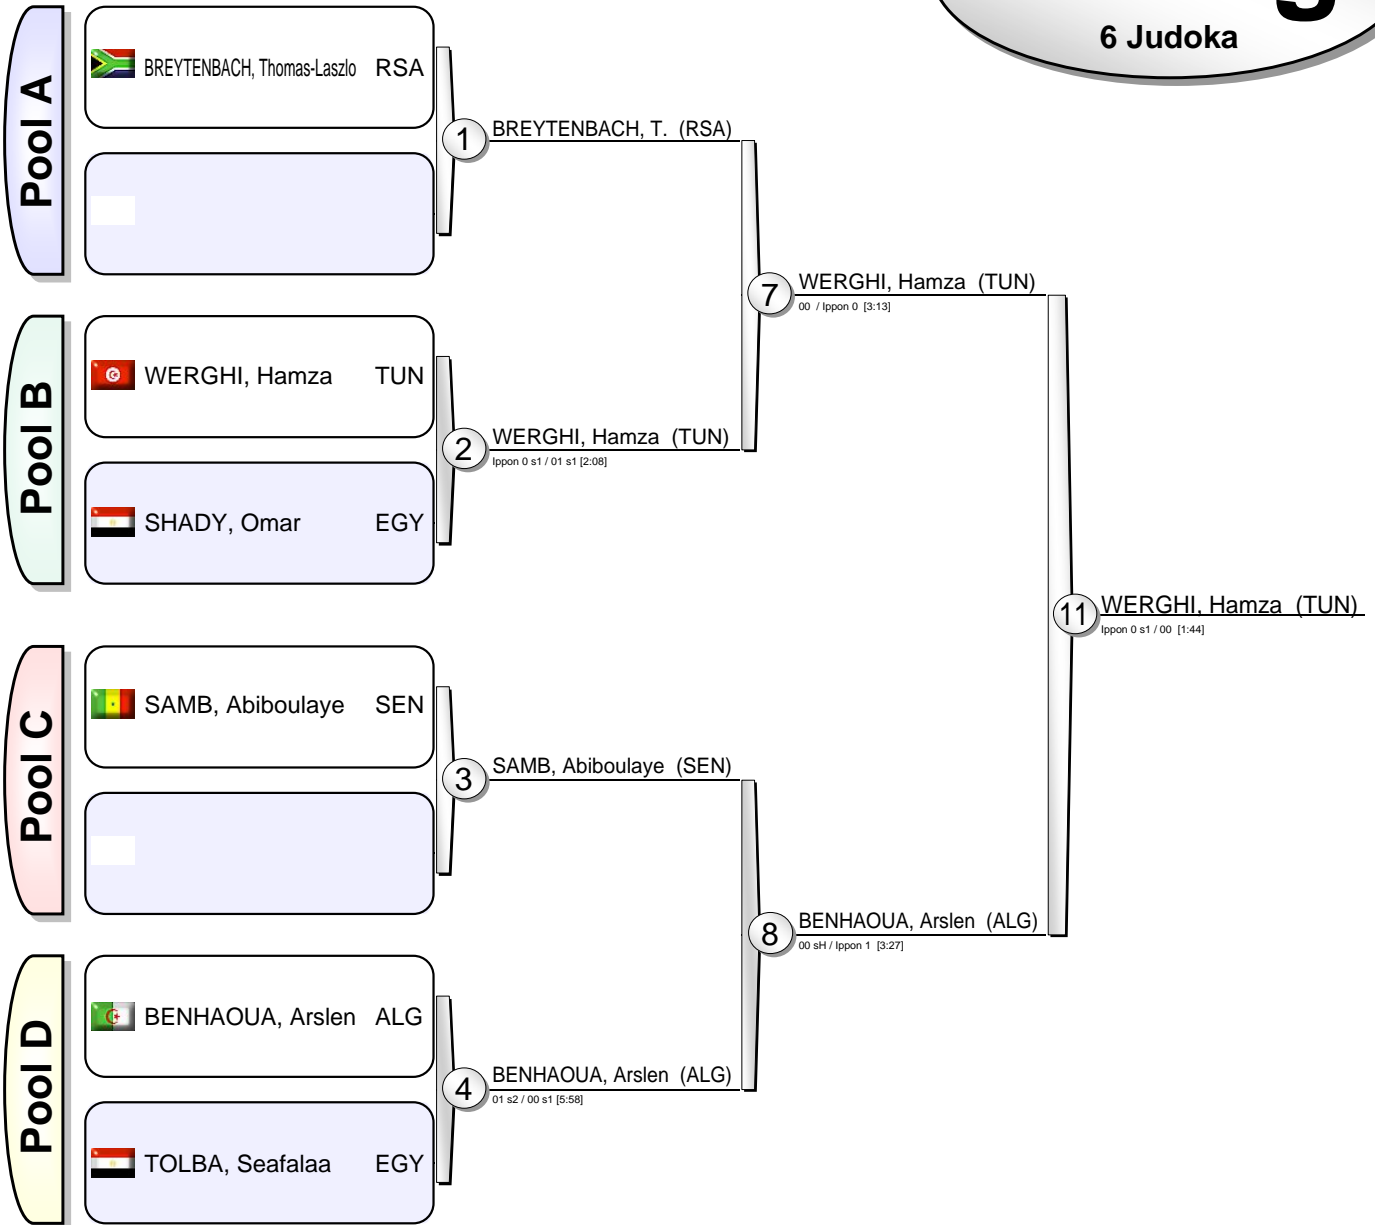 6 Judoka
Pool A
BREYTENBACH, Thomas-Laszlo RSA
1
BREYTENBACH, T. (RSA)
7
WERGHI, Hamza (TUN)
00 / Ippon 0 [3:13]
Pool B
WERGHI, Hamza TUN
2
WERGHI, Hamza (TUN)
Ippon 0 s1 / 01 s1 [2:08]
SHADY, Omar EGY
11
WERGHI, Hamza (TUN)
Ippon 0 s1 / 00 [1:44]
Pool C
SAMB, Abiboulaye SEN
3
SAMB, Abiboulaye (SEN)
8
BENHAOUA, Arslen (ALG)
00 sH / Ippon 1 [3:27]
Pool D
BENHAOUA, Arslen ALG
4
BENHAOUA, Arslen (ALG)
01 s2 / 00 s1 [5:58]
TOLBA, Seafalaa EGY